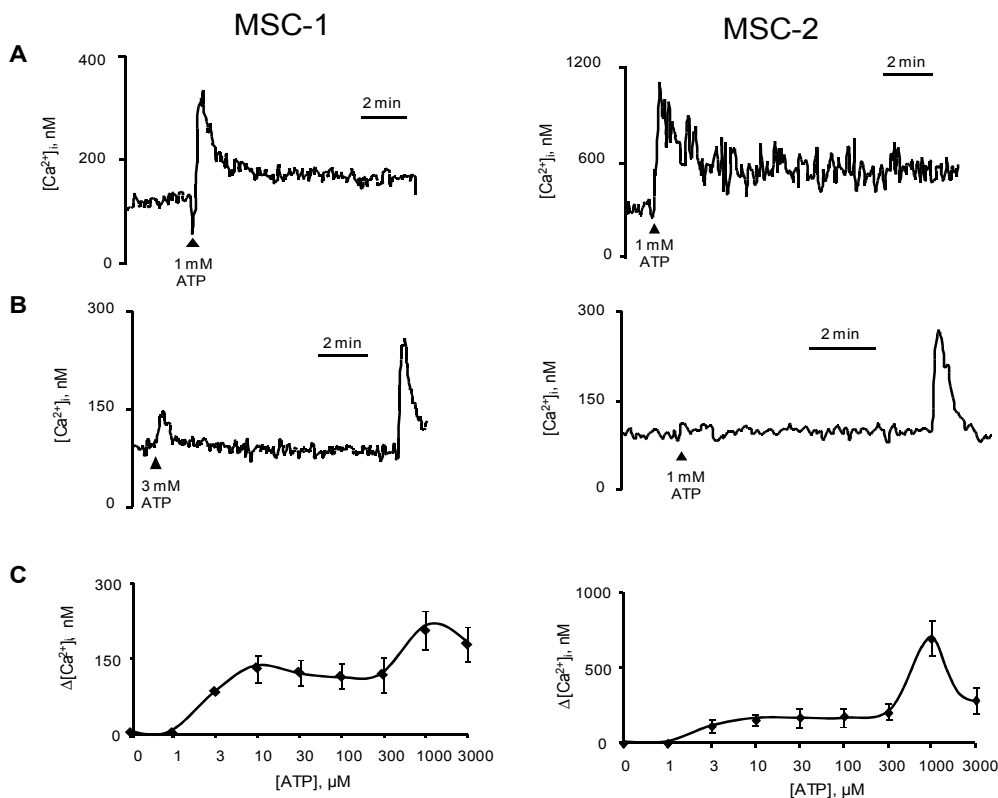 MSC-1
MSC-2
A
400
200
0
[Ca²⁺]i, nM
2 min
1 mM
ATP
1200
600
0
[Ca²⁺]i, nM
2 min
1 mM
ATP
B
300
150
0
[Ca²⁺]i, nM
2 min
3 mM
ATP
300
150
0
[Ca²⁺]i, nM
2 min
1 mM
ATP
C
300
150
0
Δ[Ca²⁺]i, nM
0 1 3 10 30 100 300 1000 3000
[ATP], µM
1000
500
0
Δ[Ca²⁺]i, nM
0 1 3 10 30 100 300 1000 3000
[ATP], µM